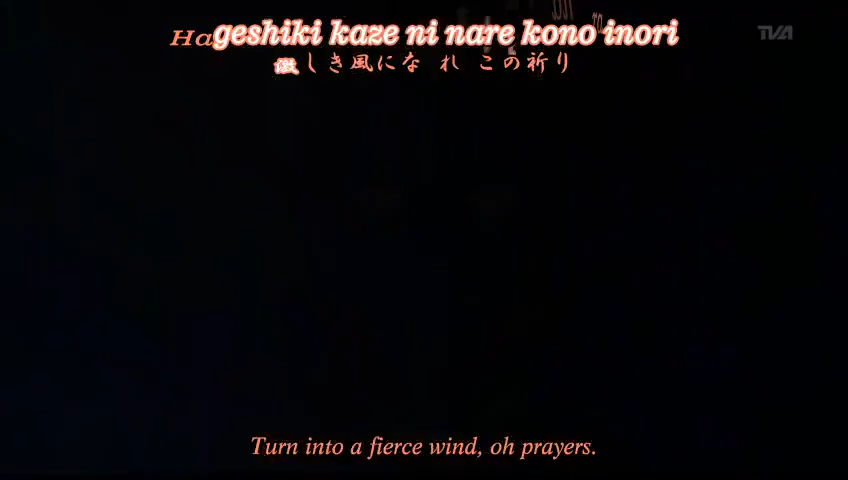 Hageshiki kaze ni nare kono inori
激しき風になれ この祈り
TVA
Turn into a fierce wind, oh prayers.